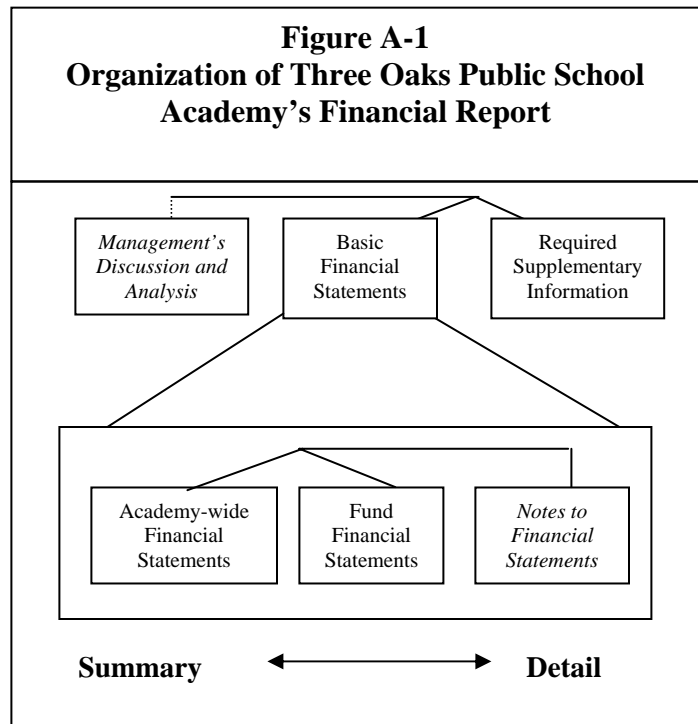 Figure A-1
Organization of Three Oaks Public School
Academy’s Financial Report
Management’s
Discussion and
Analysis
Basic
Financial
Statements
Required
Supplementary
Information
Academy-wide
Financial
Statements
Fund
Financial
Statements
Notes to
Financial
Statements
Summary
Detail